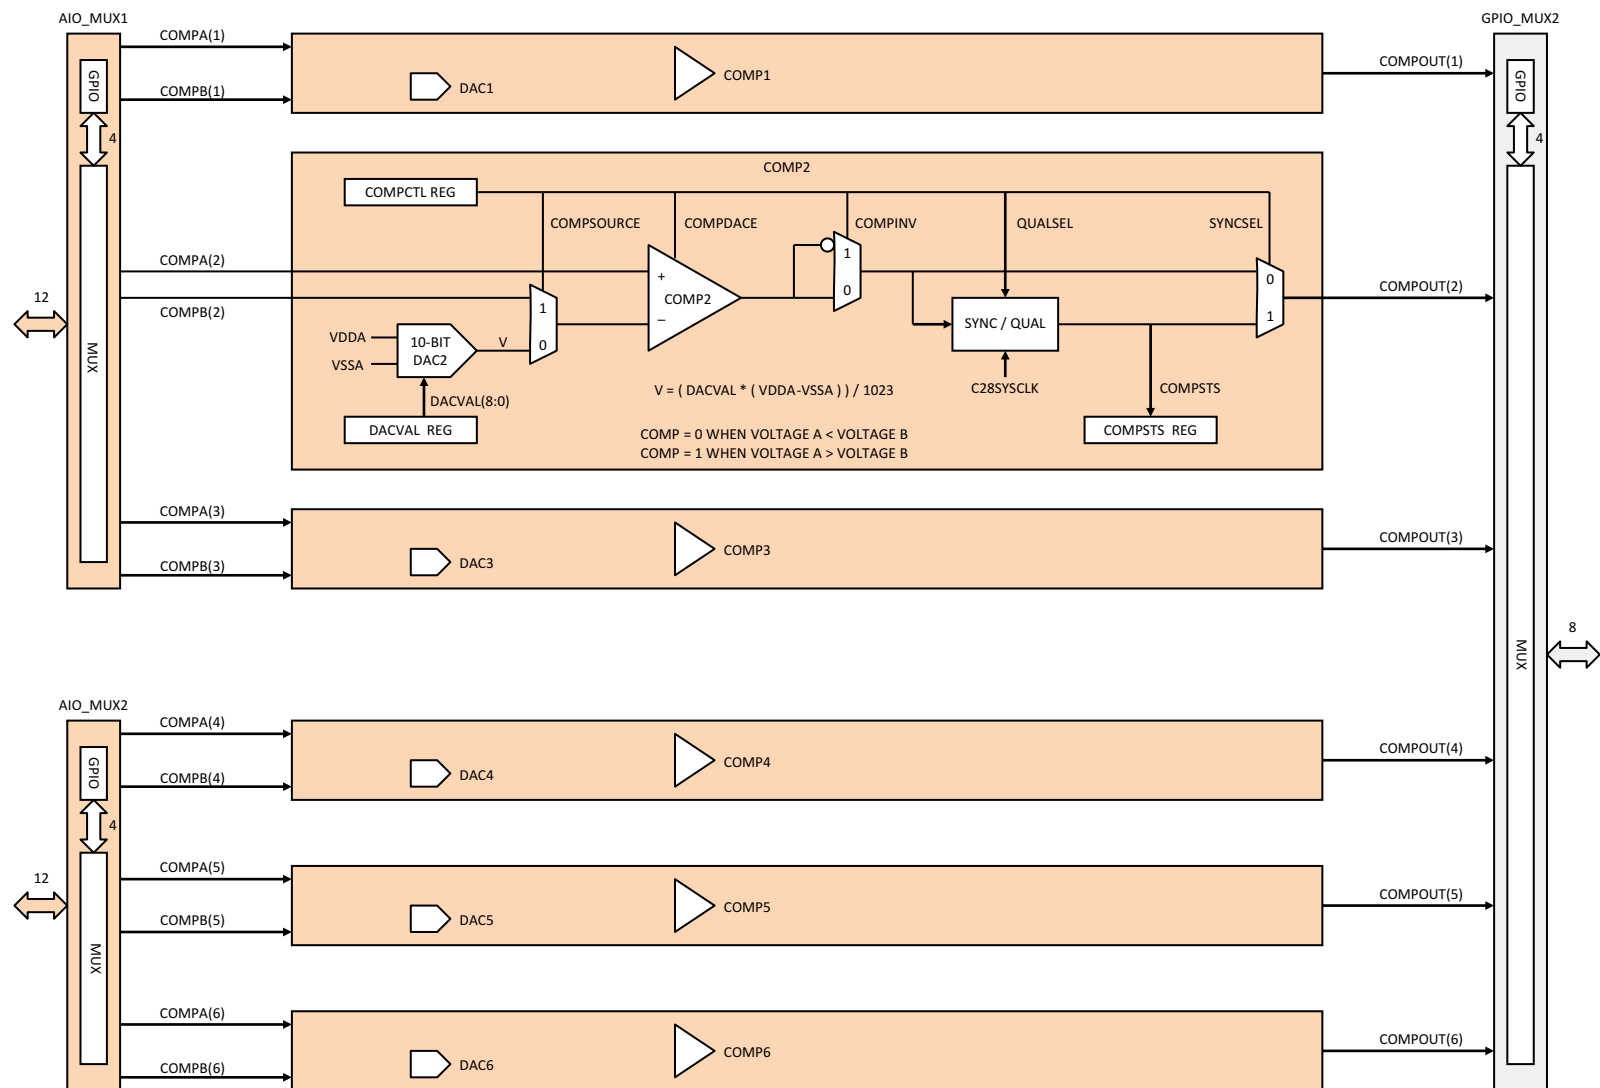 AIO_MUX1
GPIO_MUX2
COMPA(1)
COMPB(1)
GPIO
4
DAC1
COMP1
COMPOUT(1)
GPIO
4
COMP2
COMPCTL REG
COMPSOURCE
COMPDACE
COMPINV
QUALSEL
SYNCSEL
COMPA(2)
COMPB(2)
12
MUX
+
COMP2
–
1
0
1
0
0
1
COMPOUT(2)
VDDA
VSSA
10-BIT
DAC2
V
SYNC / QUAL
DACVAL(8:0)
DACVAL REG
V = ( DACVAL * ( VDDA-VSSA ) ) / 1023
C28SYSCLK
COMPSTS
COMPSTS REG
COMP = 0 WHEN VOLTAGE A < VOLTAGE B
COMP = 1 WHEN VOLTAGE A > VOLTAGE B
COMPA(3)
COMPB(3)
DAC3
COMP3
COMPOUT(3)
8
MUX
AIO_MUX2
COMPA(4)
COMPB(4)
GPIO
4
DAC4
COMP4
COMPOUT(4)
12
COMPA(5)
COMPB(5)
DAC5
COMP5
COMPOUT(5)
MUX
COMPA(6)
COMPB(6)
DAC6
COMP6
COMPOUT(6)